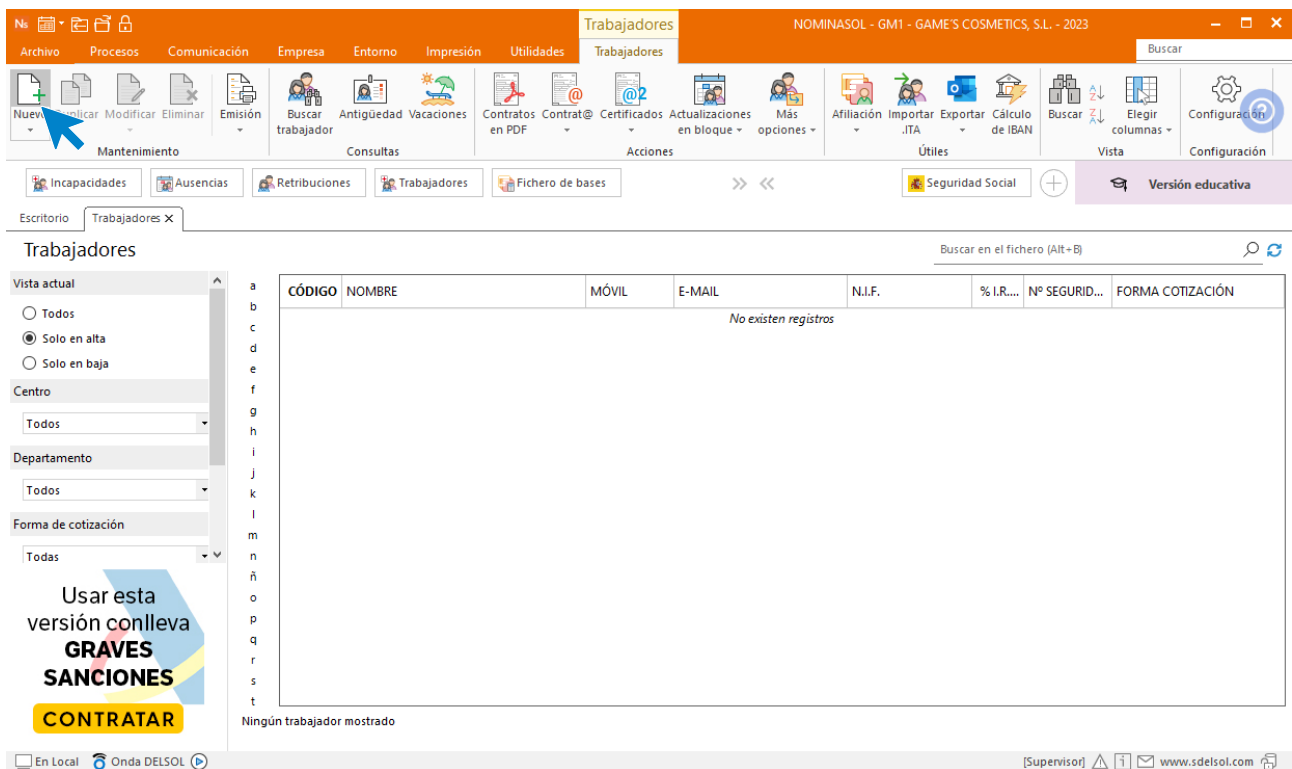 Ns
Trabajadores
NOMINASOL - GM1 - GAME'S COSMETICS, S.L. - 2023
Archivo Procesos Comunicación Empresa Entorno Impresión Utilidades Trabajadores
Buscar
Nuevo Modificar Eliminar Emisión
Mantenimiento
Buscar trabajador Antigüedad Vacaciones
Consultas
Contratos en PDF Contrat@ Certificados Actualizaciones en bloque Más opciones
Acciones
Afiliación Importar .ITA Exportar Cálculo de IBAN
Útiles
Buscar Elegir columnas
Vista
Configuración
Configuración
Incapacidades Ausencias Retribuciones Trabajadores Fichero de bases Seguridad Social Versión educativa
Escritorio Trabajadores X
Trabajadores
Buscar en el fichero (Alt+B)
Vista actual
Todos
Solo en alta
Solo en baja
Centro
Todos
Departamento
Todos
Forma de cotización
Todas
a
b
c
d
e
f
g
h
i
j
k
l
m
n
ñ
o
p
q
r
s
t
CÓDIGO NOMBRE MÓVIL E-MAIL N.I.F. % I.R.... Nº SEGURID... FORMA COTIZACIÓN
No existen registros
Usar esta
versión conlleva
GRAVES
SANCIONES
CONTRATAR
Ningún trabajador mostrado
En Local Onda DELSOL [Supervisor] www.sdelsol.com